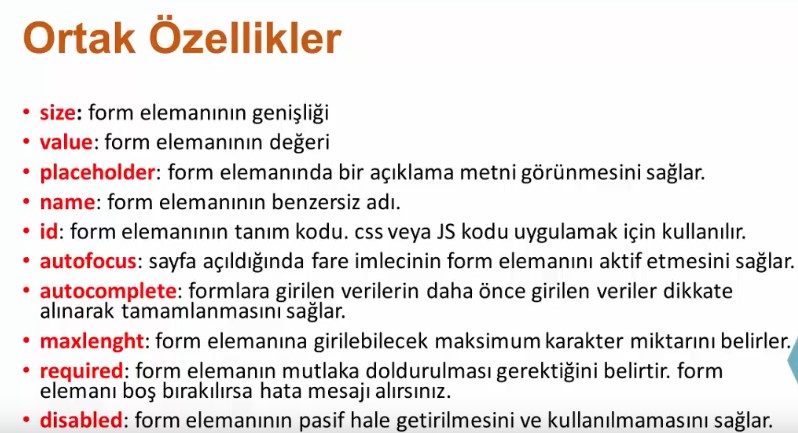 Ortak Özellikler
• size: form elemanının genişliği
• value: form elemanının değeri
• placeholder: form elemanında bir açıklama metni görünmesini sağlar.
• name: form elemanının benzersiz adı.
• id: form elemanının tanım kodu. css veya JS kodu uygulamak için kullanılır.
• autofocus: sayfa açıldığında fare imlecinin form elemanını aktif etmesini sağlar.
• autocomplete: formlara girilen verilerin daha önce girilen veriler dikkate
alınarak tamamlanmasını sağlar.
• maxlenght: form elemanına girilebilecek maksimum karakter miktarını belirler.
• required: form elemanın mutlaka doldurulması gerektiğini belirtir. form
elemanı boş bırakılırsa hata mesajı alırsınız.
• disabled: form elemanının pasif hale getirilmesini ve kullanılmamasını sağlar.